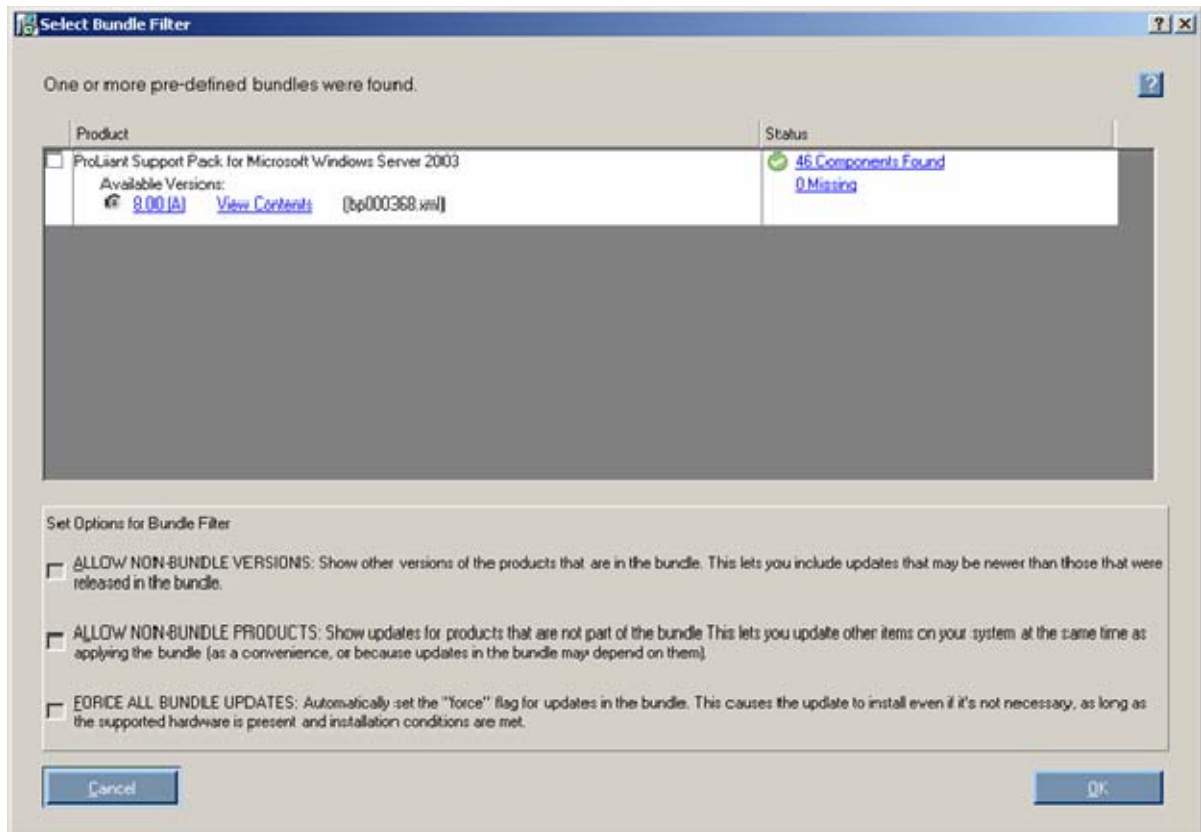 Select Bundle Filter
One or more pre-defined bundles were found.
Product
Status
ProLiant Support Pack for Microsoft Windows Server 2003
46 Components Found
Available Versions:
0 Missing
8.00 (A) View Contents (bp000368.xml)
Set Options for Bundle Filter
ALLOW NON-BUNDLE VERSIONS: Show other versions of the products that are in the bundle. This lets you include updates that may be newer than those that were
released in the bundle.
ALLOW NON-BUNDLE PRODUCTS: Show updates for products that are not part of the bundle This lets you update other items on your system at the same time as
applying the bundle (as a convenience, or because updates in the bundle may depend on them)
FORCE ALL BUNDLE UPDATES: Automatically set the "force" flag for updates in the bundle. This causes the update to install even if it's not necessary, as long as
the supported hardware is present and installation conditions are met.
Cancel
OK